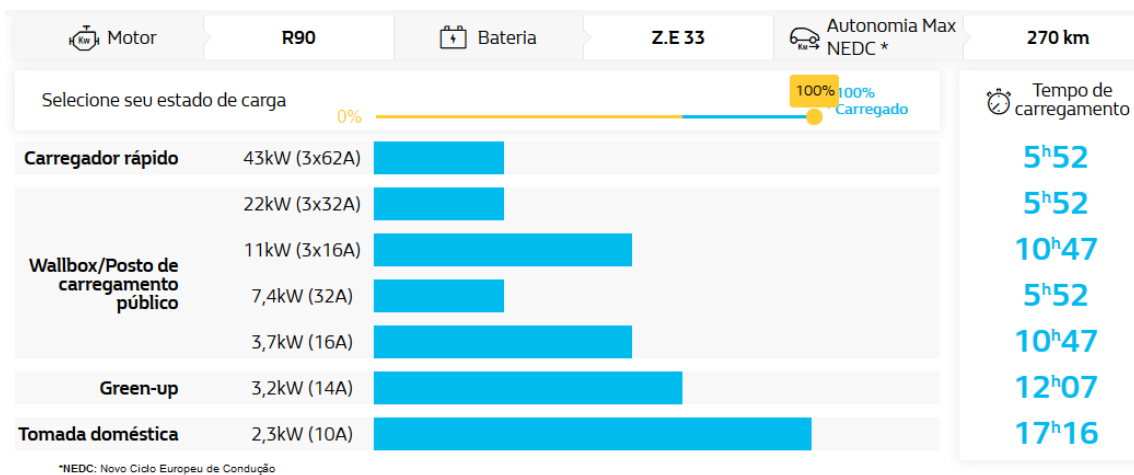 Kw Motor R90 Bateria Z.E 33 Km Autonomia Max NEDC * 270 km
Selecione seu estado de carga 0% 100% 100% Carregado
Tempo de carregamento
Carregador rápido 43kW (3x62A) 5h52
Wallbox/Posto de carregamento público
22kW (3x32A) 5h52
11kW (3x16A) 10h47
7,4kW (32A) 5h52
3,7kW (16A) 10h47
Green-up 3,2kW (14A) 12h07
Tomada doméstica 2,3kW (10A) 17h16
*NEDC: Novo Ciclo Europeu de Condução